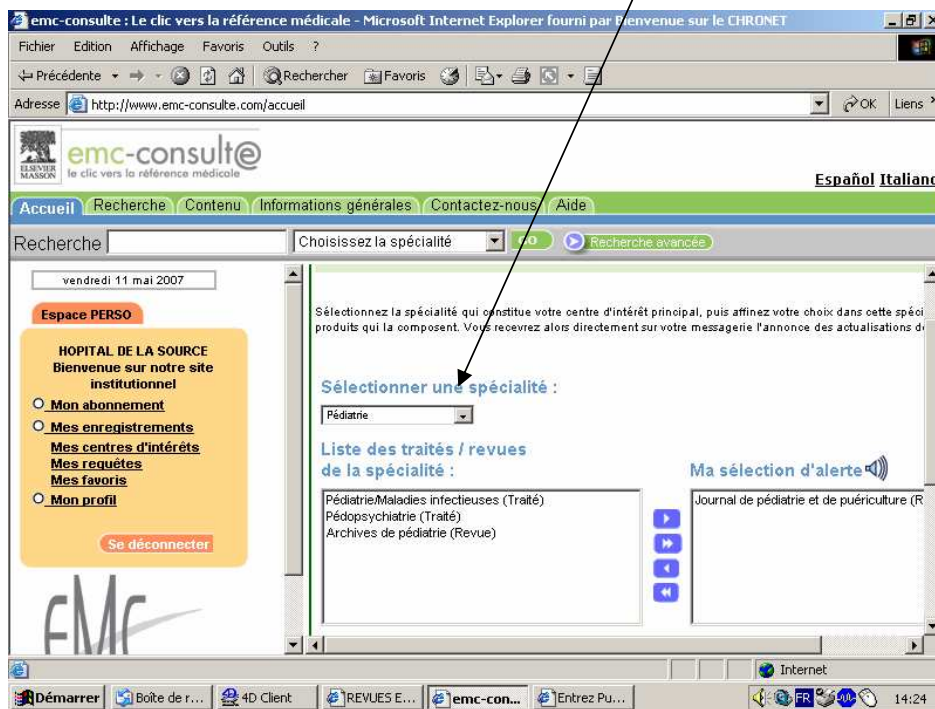 emc-consulte : Le clic vers la référence médicale - Microsoft Internet Explorer fourni par Bienvenue sur le CHRONET
Fichier Edition Affichage Favoris Outils ?
Précédente Rechercher Favoris
Adresse http://www.emc-consulte.com/accueil OK Liens
ELSEVIER MASSON
emc-consult@
le clic vers la référence médicale
Español Italiano
Accueil Recherche Contenu Informations générales Contactez-nous Aide
Recherche Choisissez la spécialité GO Recherche avancée
vendredi 11 mai 2007
Espace PERSO
HOPITAL DE LA SOURCE
Bienvenue sur notre site
institutionnel
Mon abonnement
Mes enregistrements
Mes centres d'intérêts
Mes requêtes
Mes favoris
Mon profil
Se déconnecter
EMC
Sélectionnez la spécialité qui constitue votre centre d'intérêt principal, puis affinez votre choix dans cette spéci
produits qui la composent. Vous recevrez alors directement sur votre messagerie l'annonce des actualisations d
Sélectionner une spécialité :
Pédiatrie
Liste des traités / revues
de la spécialité :
Pédiatrie/Maladies infectieuses (Traité)
Pédopsychiatrie (Traité)
Archives de pédiatrie (Revue)
Ma sélection d'alerte
Journal de pédiatrie et de puériculture (R
Internet
Démarrer Boîte de r... 4D Client REVUES E... emc-con... Entrez Pu... FR 14:24